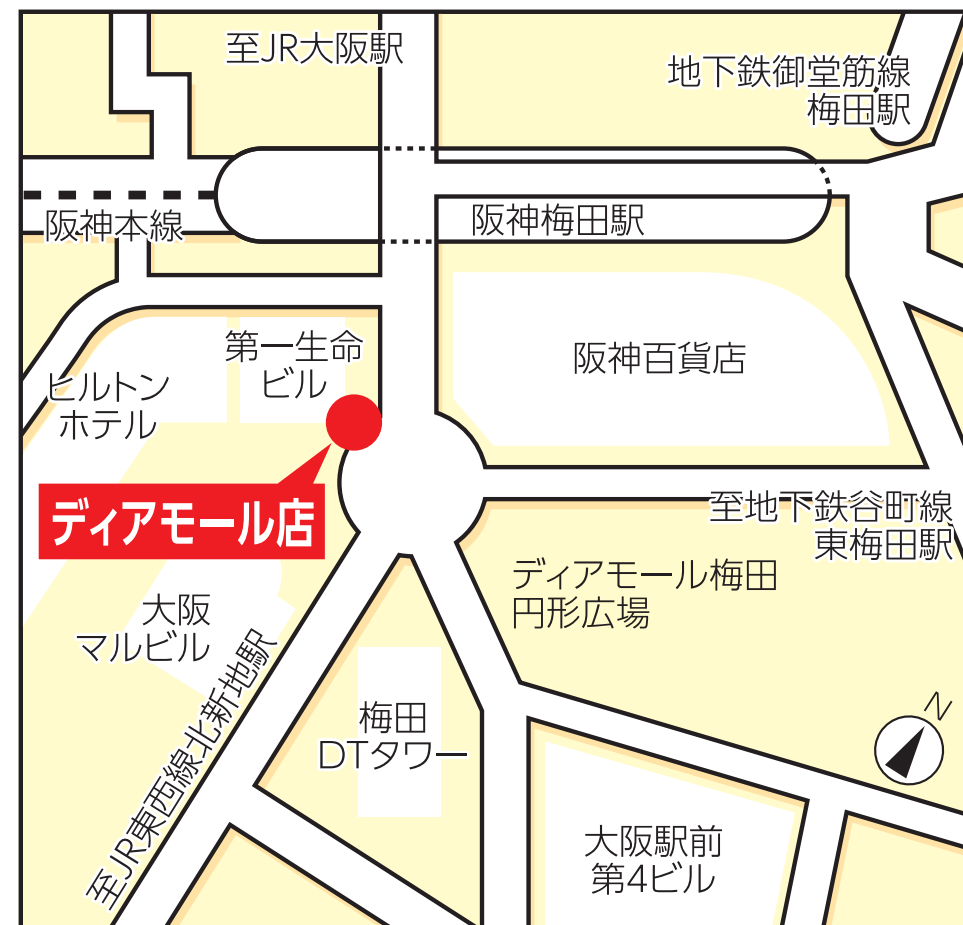 至JR大阪駅
地下鉄御堂筋線
梅田駅
阪神本線
阪神梅田駅
第一生命
ビル
阪神百貨店
ヒルトン
ホテル
ディアモール店
至地下鉄谷町線
東梅田駅
ディアモール梅田
円形広場
大阪
マルビル
至JR東西線北新地駅
梅田
DTタワー
N
大阪駅前
第4ビル